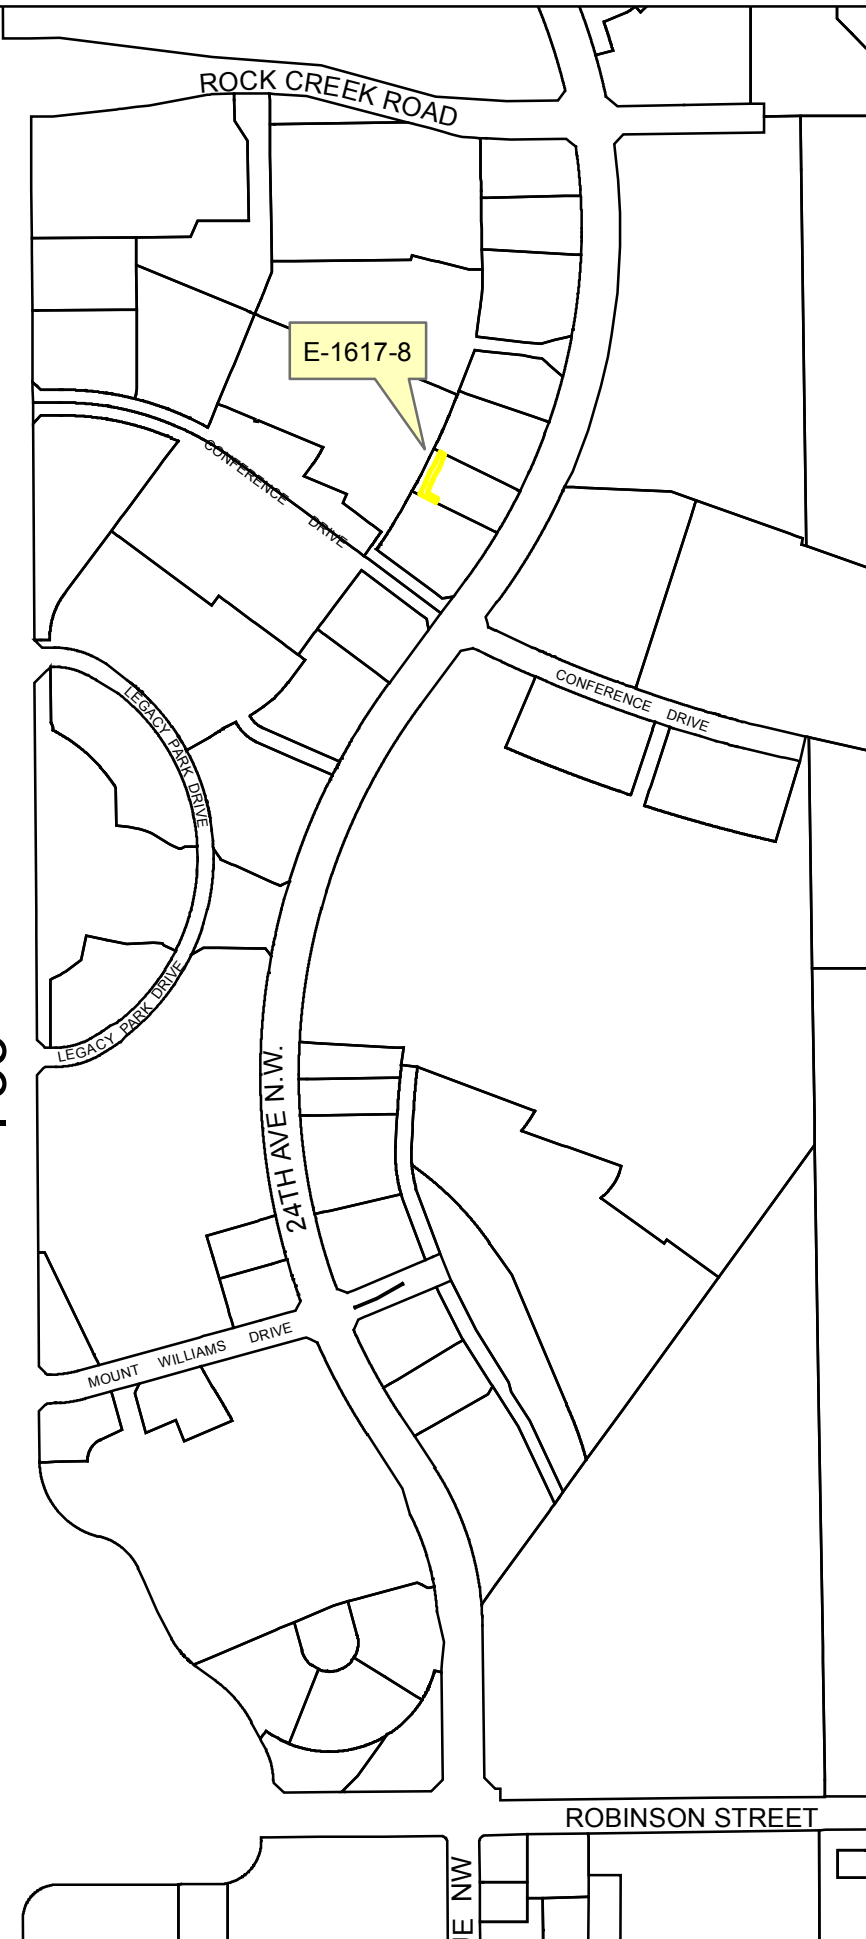 ROCK CREEK ROAD
E-1617-8
CONFERENCE DRIVE
CONFERENCE DRIVE
LEGACY PARK DRIVE
LEGACY PARK DRIVE
24TH AVE N.W.
MOUNT WILLIAMS DRIVE
ROBINSON STREET
NW